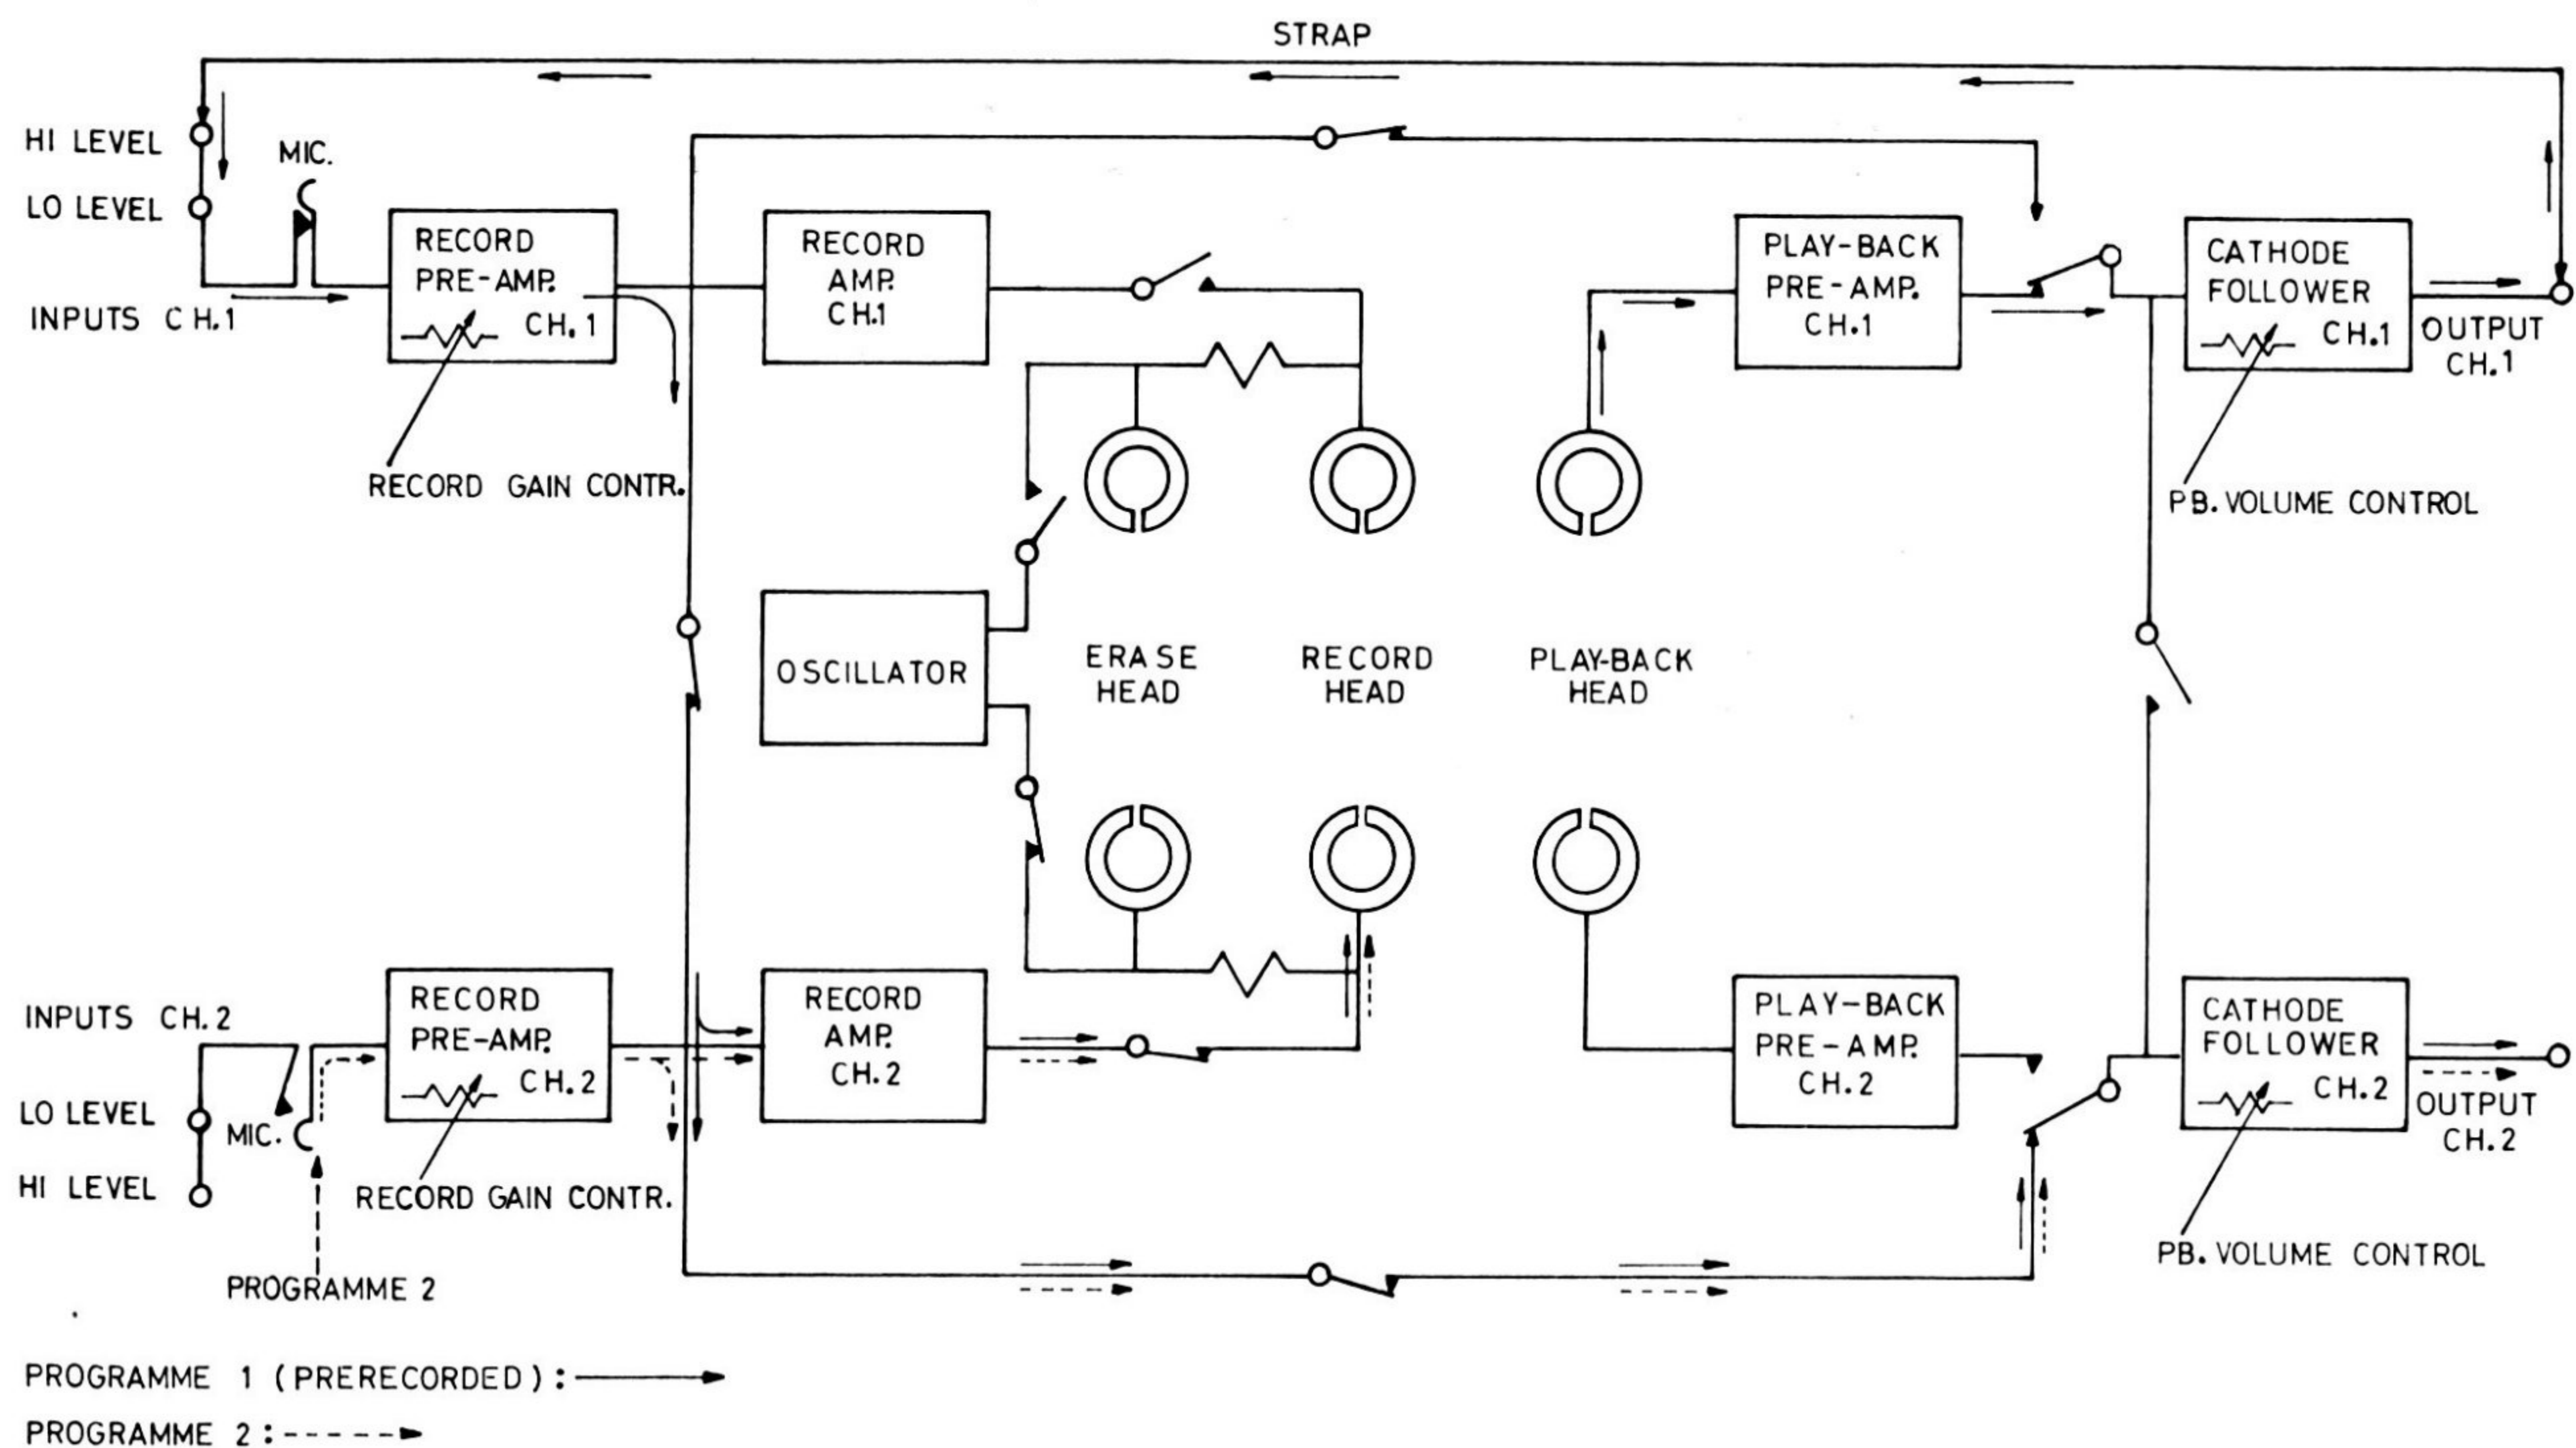 STRAP
HI LEVEL
MIC.
LO LEVEL
INPUTS CH.1
RECORD
PRE-AMP.
CH. 1
RECORD GAIN CONTR.
RECORD
AMP.
CH.1
PLAY-BACK
PRE-AMP.
CH.1
CATHODE
FOLLOWER
CH.1
OUTPUT
CH.1
PB. VOLUME CONTROL
OSCILLATOR
ERASE
HEAD
RECORD
HEAD
PLAY-BACK
HEAD
INPUTS CH.2
LO LEVEL
MIC.
HI LEVEL
RECORD
PRE-AMP.
CH.2
RECORD GAIN CONTR.
PROGRAMME 2
RECORD
AMP.
CH.2
PLAY-BACK
PRE-AMP.
CH.2
CATHODE
FOLLOWER
CH.2
OUTPUT
CH.2
PB. VOLUME CONTROL
PROGRAMME 1 (PRERECORDED) :
PROGRAMME 2 :